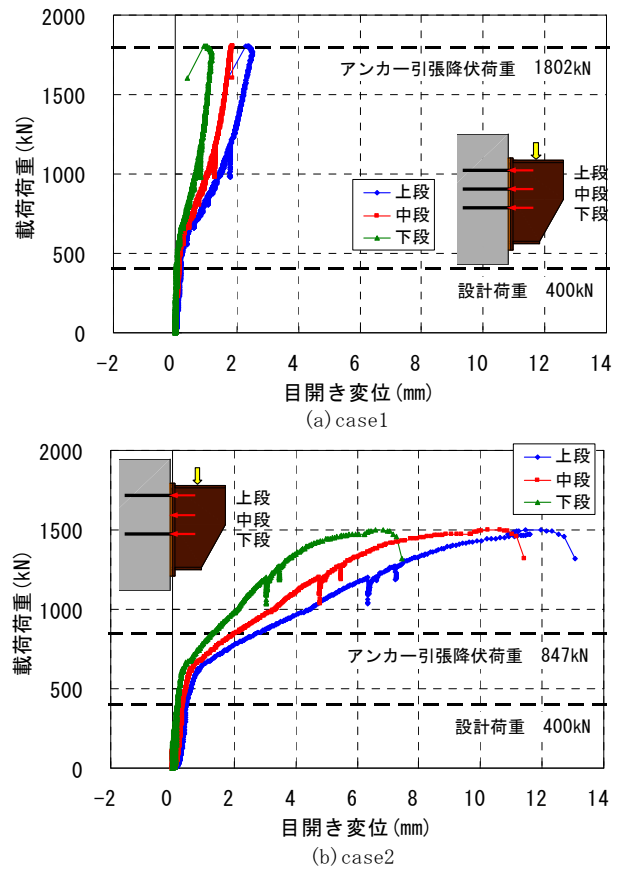 2000
1500
1000
500
0
載荷荷重(kN)
アンカー引張降伏荷重 1802kN
上段
中段
下段
上段
中段
下段
設計荷重 400kN
-2 0 2 4 6 8 10 12 14
目開き変位(mm)
(a)case1
2000
1500
1000
500
0
載荷荷重(kN)
上段
中段
下段
上段
中段
下段
アンカー引張降伏荷重 847kN
設計荷重 400kN
-2 0 2 4 6 8 10 12 14
目開き変位(mm)
(b)case2